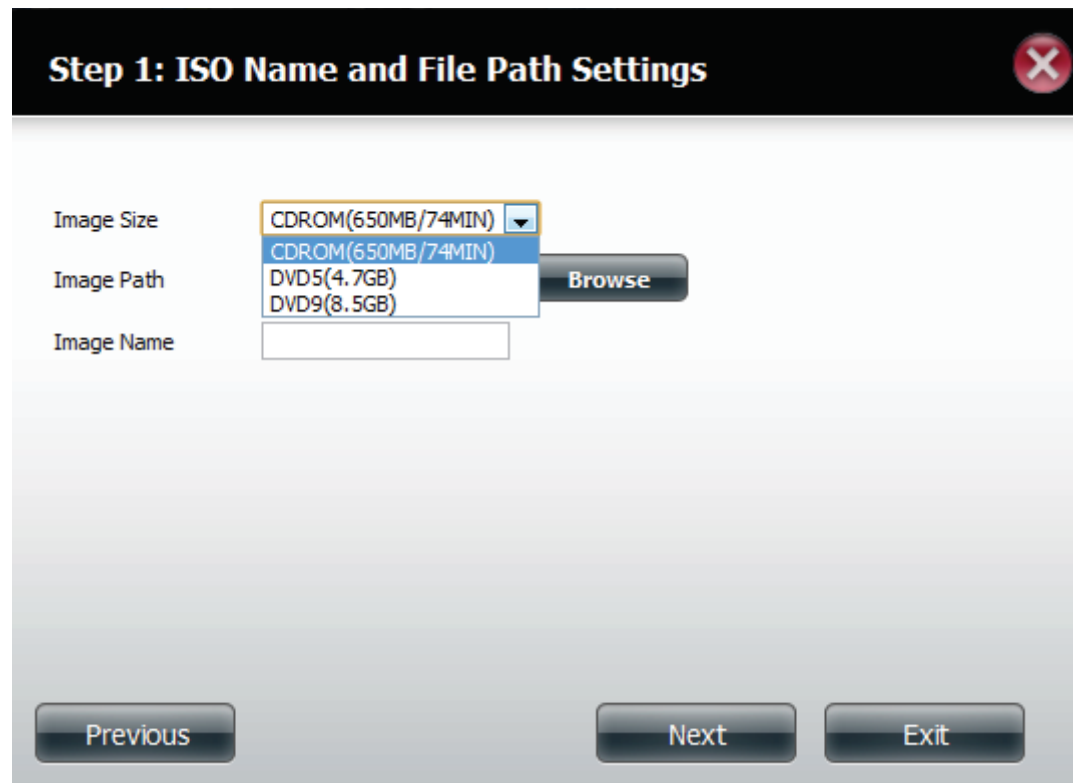 Step 1: ISO Name and File Path Settings
Image Size
CDROM(650MB/74MIN)
CDROM(650MB/74MIN)
DVD5(4.7GB)
DVD9(8.5GB)
Image Path
Browse
Image Name
Previous
Next
Exit